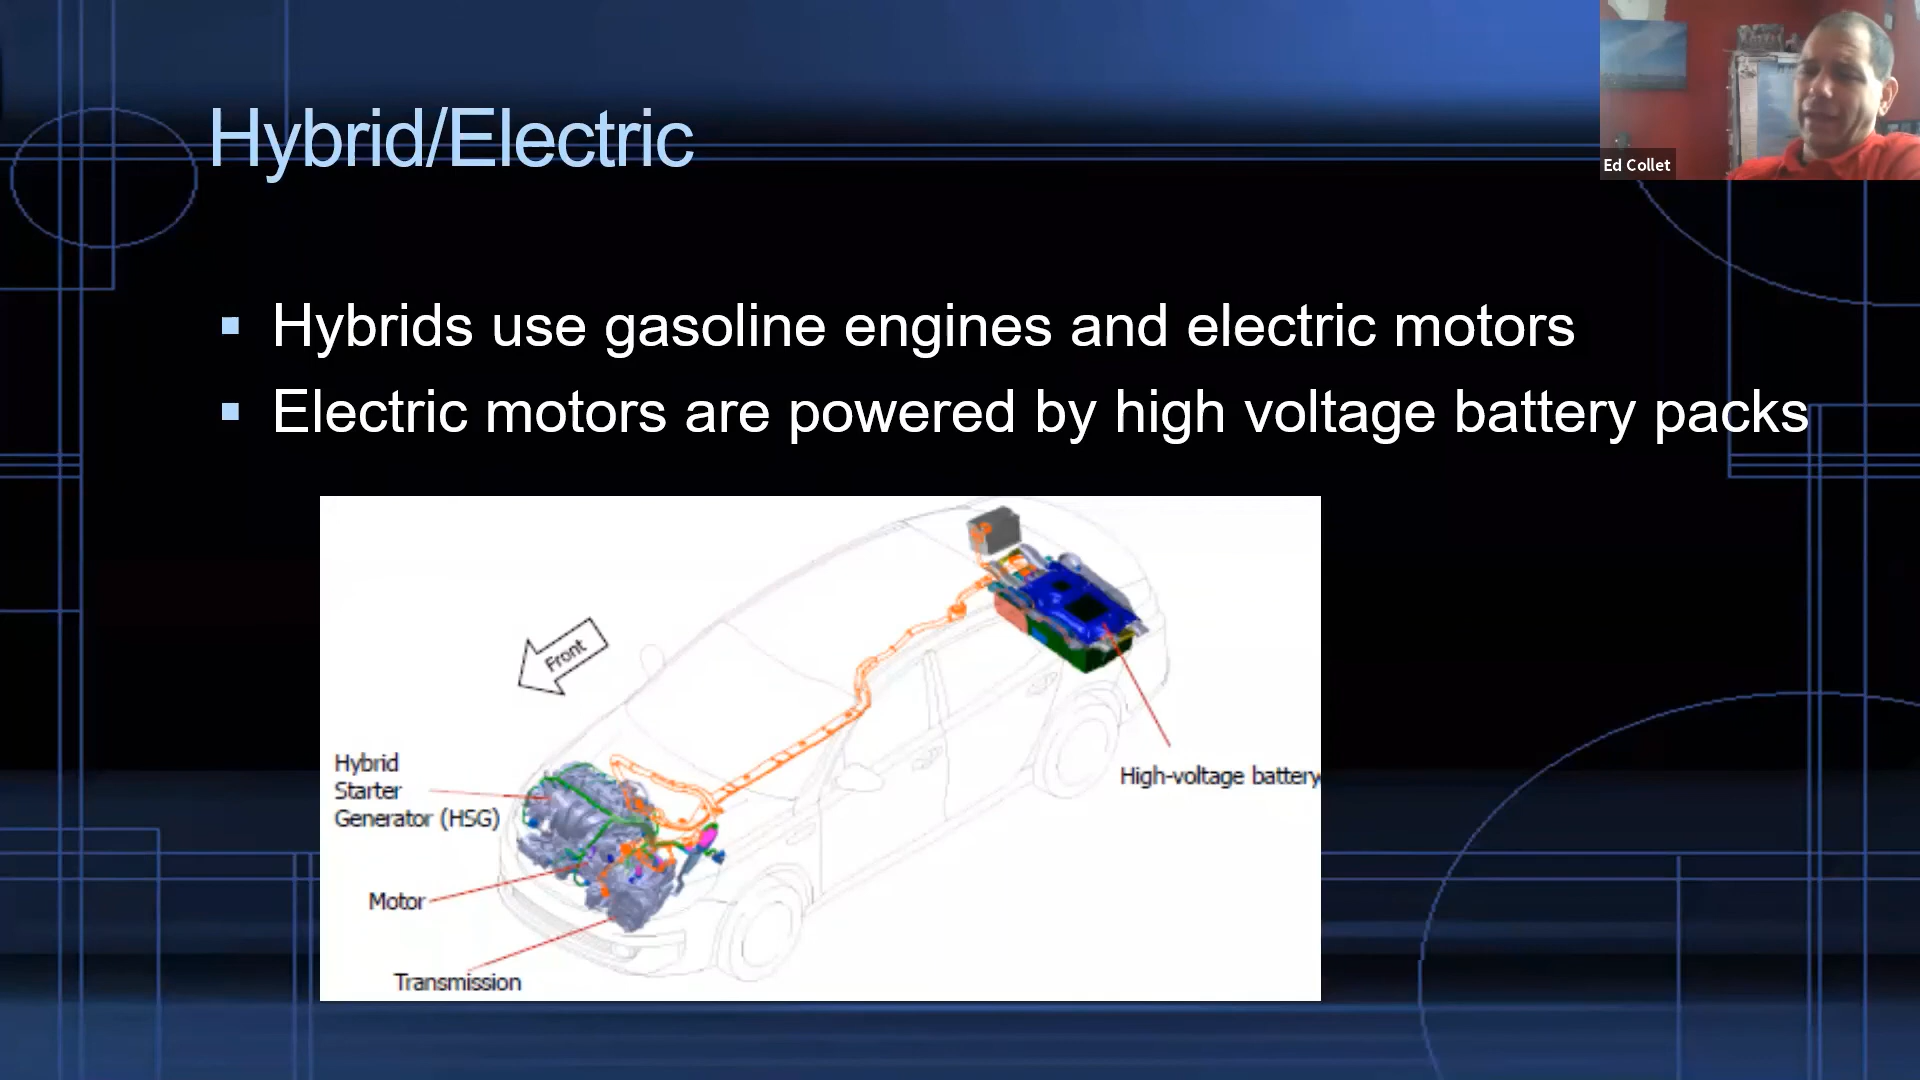 Hybrid/Electric
Ed Collet
Hybrids use gasoline engines and electric motors
Electric motors are powered by high voltage battery packs
Front
Hybrid
Starter
Generator (HSG)
High-voltage battery
Motor
Transmission